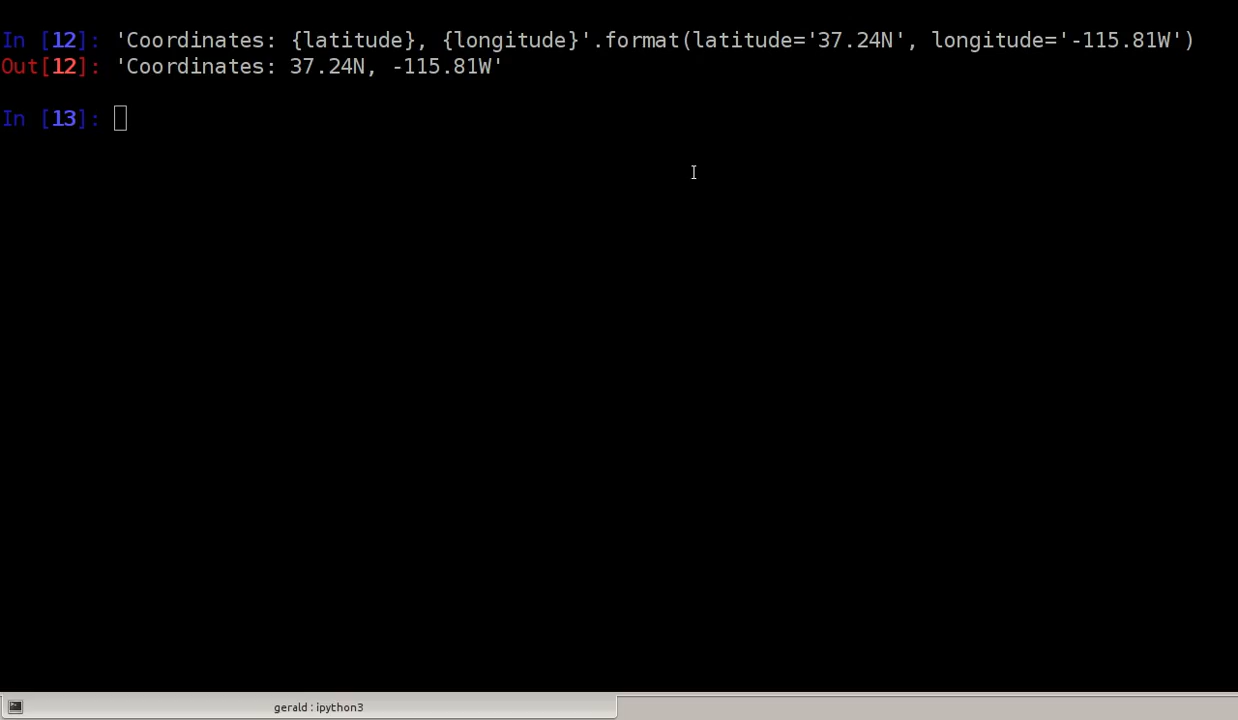 In [12]: 'Coordinates: {latitude}, {longitude}'.format(latitude='37.24N', longitude='-115.81W')
Out[12]: 'Coordinates: 37.24N, -115.81W'
In [13]:
gerald : ipython3